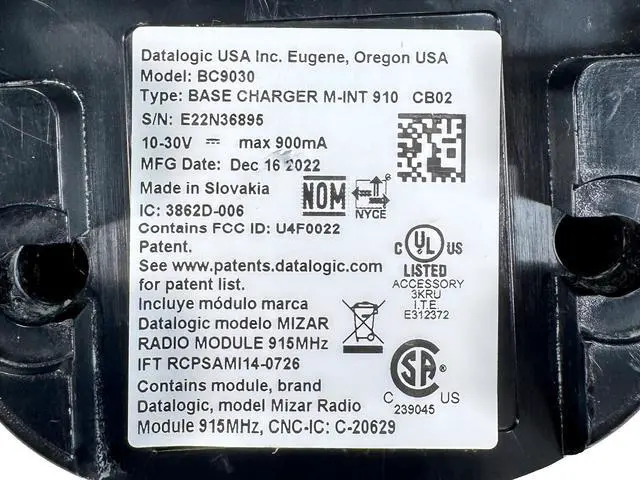 Datalogic USA Inc. Eugene, Oregon USA
Model: BC9030
Type: BASE CHARGER M-INT 910 CB02
S/N: E22N36895
10-30V ⎓ max 900mA
MFG Date: Dec 16 2022
Made in Slovakia
NOM
NYCE
IC: 3862D-006
Contains FCC ID: U4F0022
Patent.
See www.patents.datalogic.com
for patent list.
C UL US
LISTED
ACCESSORY
3KRU
I.T.E
E312372
Incluye módulo marca
Datalogic modelo MIZAR
RADIO MODULE 915MHz
IFT RCPSAMI14-0726
Contains module, brand
Datalogic, model Mizar Radio
Module 915MHz, CNC-IC: C-20629
SA ®
C US
239045